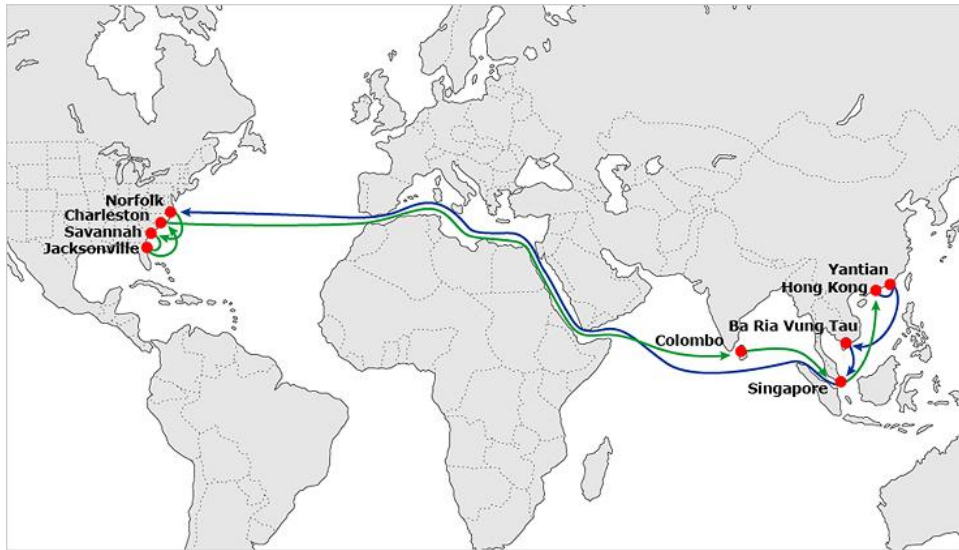 Norfolk
Charleston
Savannah
Jacksonville
Yantian
Hong Kong
Ba Ria Vung Tau
Colombo
Singapore